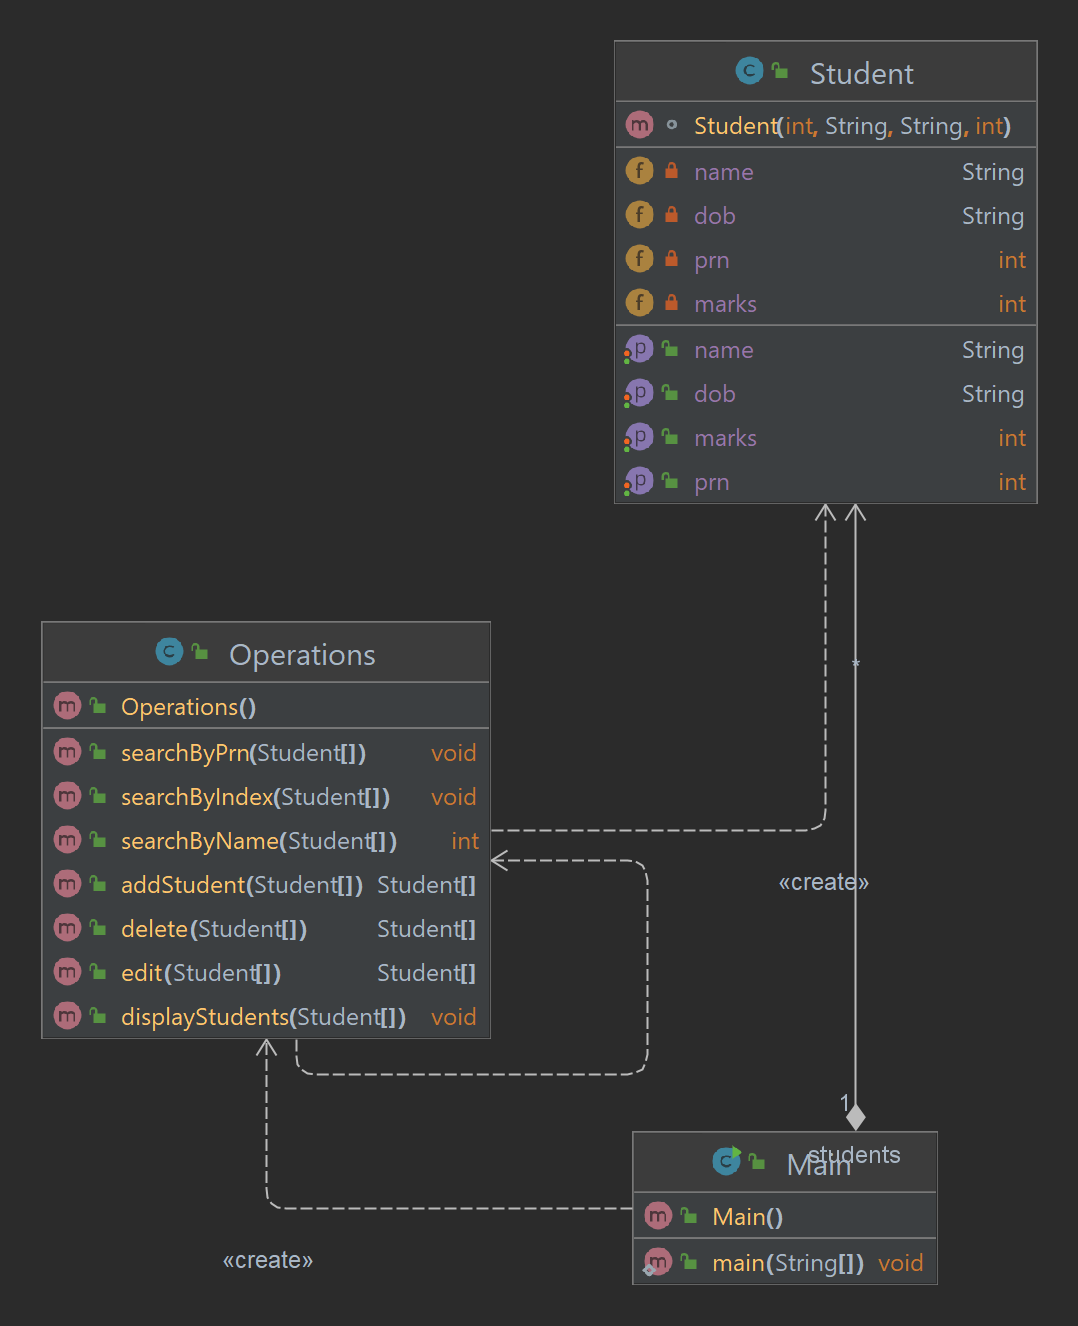 Student
Student(int, String, String, int)
name String
dob String
prn int
marks int
name String
dob String
marks int
prn int
Operations
Operations()
searchByPrn(Student[]) void
searchByIndex(Student[]) void
searchByName(Student[]) int
addStudent(Student[]) Student[]
delete(Student[]) Student[]
edit(Student[]) Student[]
displayStudents(Student[]) void
*
«create»
1
students
Main
Main()
main(String[]) void
«create»